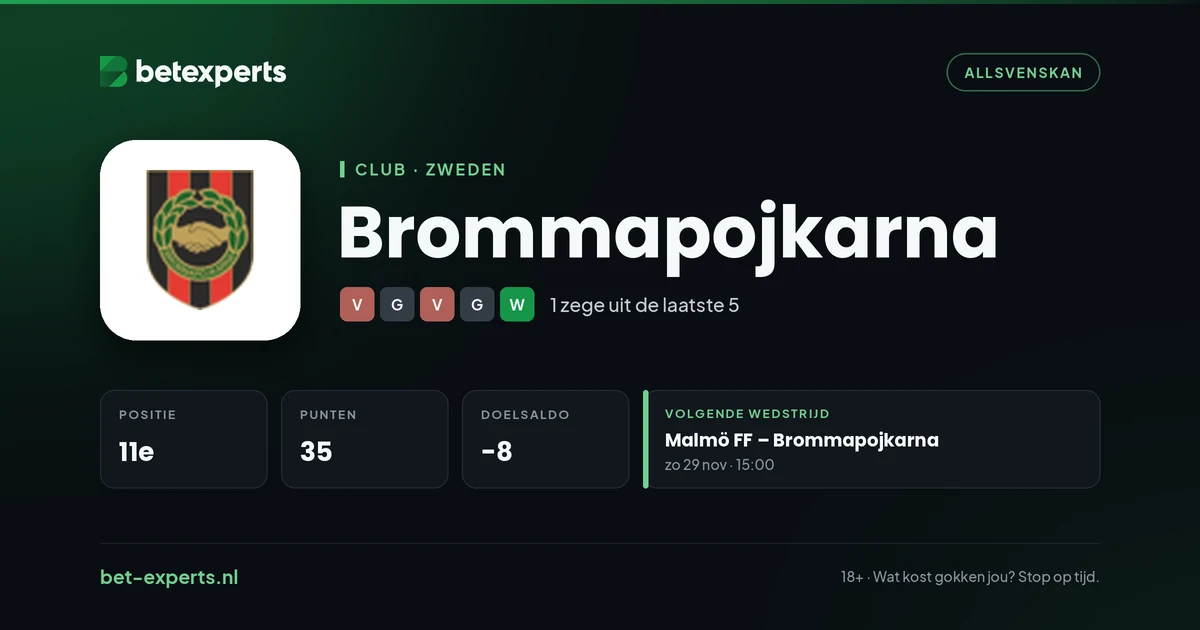 betexperts
ALLSVENSKAN
CLUB · ZWEDEN
Brommapojkarna
V G V G W 1 zege uit de laatste 5
POSITIE
11e
PUNTEN
35
DOELSALDO
-8
VOLGENDE WEDSTRIJD
Malmö FF – Brommapojkarna
zo 29 nov · 15:00
bet-experts.nl
18+ · Wat kost gokken jou? Stop op tijd.